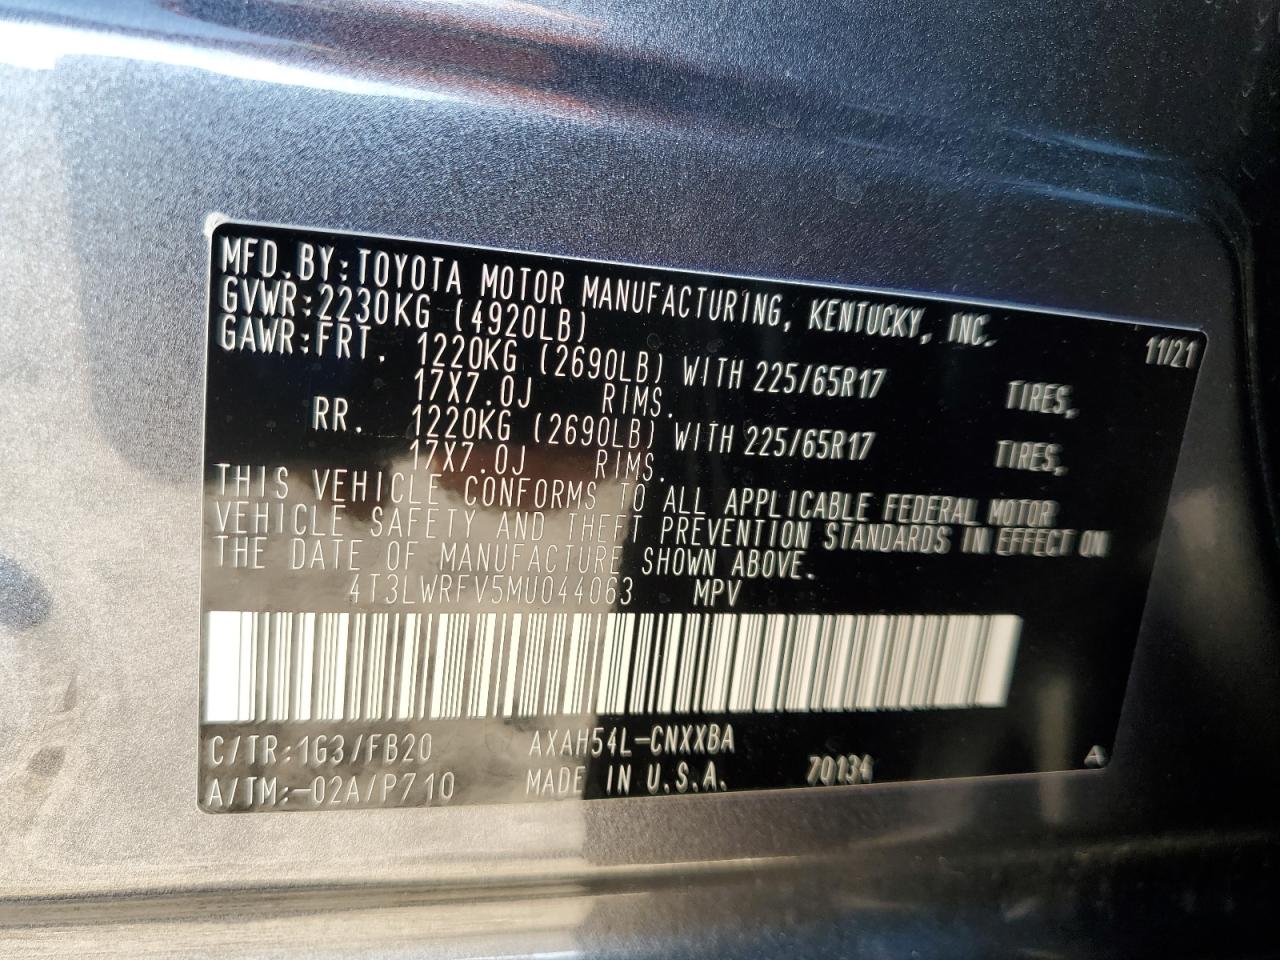 MFD.BY:TOYOTA MOTOR MANUFACTURING, KENTUCKY, INC.
GVWR:2230KG (4920LB) 11/21
GAWR:FRT. 1220KG (2690LB) WITH 225/65R17 TIRES,
17X7.0J RIMS.
RR. 1220KG (2690LB) WITH 225/65R17 TIRES,
17X7.0J RIMS.
THIS VEHICLE CONFORMS TO ALL APPLICABLE FEDERAL MOTOR
VEHICLE SAFETY AND THEFT PREVENTION STANDARDS IN EFFECT ON
THE DATE OF MANUFACTURE SHOWN ABOVE.
4T3LWRFV5MU044063 MPV
C/TR:1G3/FB20 AXAH54L-CNXXBA
A/TM:-02A/P710 MADE IN U.S.A. 70134 A